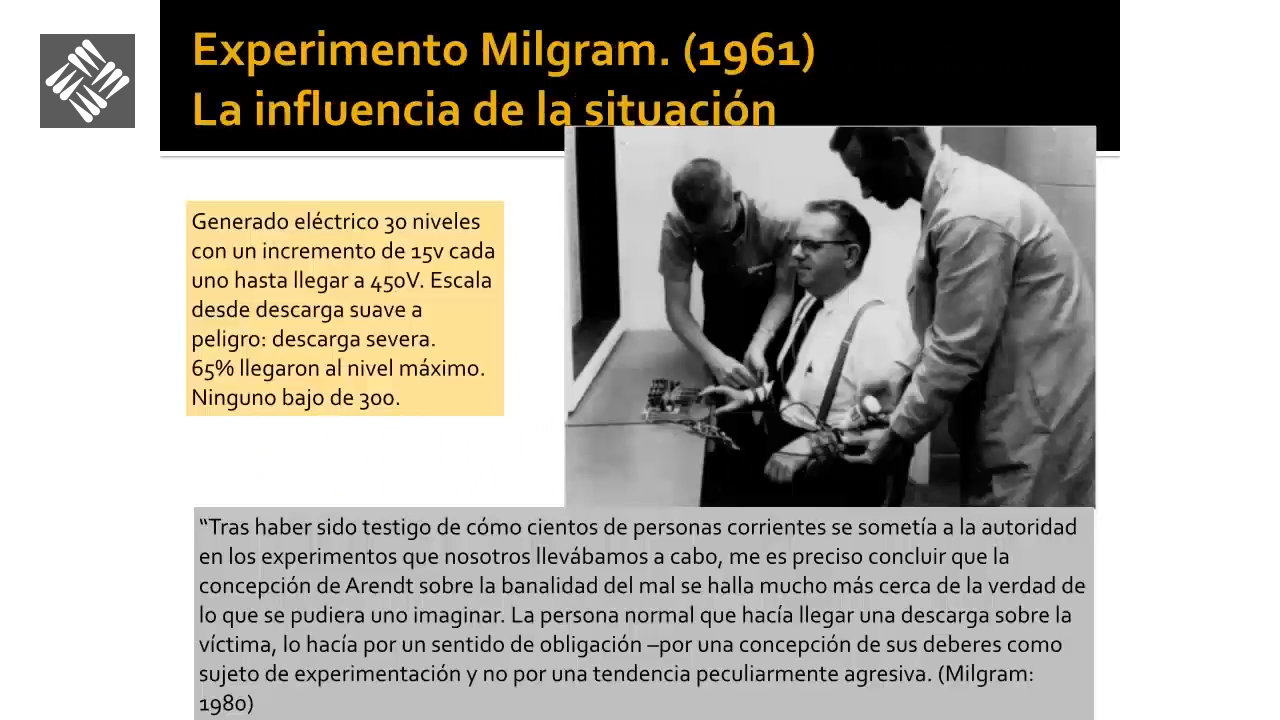 Experimento Milgram. (1961)
La influencia de la situación
Generado eléctrico 30 niveles
con un incremento de 15v cada
uno hasta llegar a 450V. Escala
desde descarga suave a
peligro: descarga severa.
65% llegaron al nivel máximo.
Ninguno bajo de 300.
“Tras haber sido testigo de cómo cientos de personas corrientes se sometía a la autoridad
en los experimentos que nosotros llevábamos a cabo, me es preciso concluir que la
concepción de Arendt sobre la banalidad del mal se halla mucho más cerca de la verdad de
lo que se pudiera uno imaginar. La persona normal que hacía llegar una descarga sobre la
víctima, lo hacía por un sentido de obligación –por una concepción de sus deberes como
sujeto de experimentación y no por una tendencia peculiarmente agresiva. (Milgram:
1980)